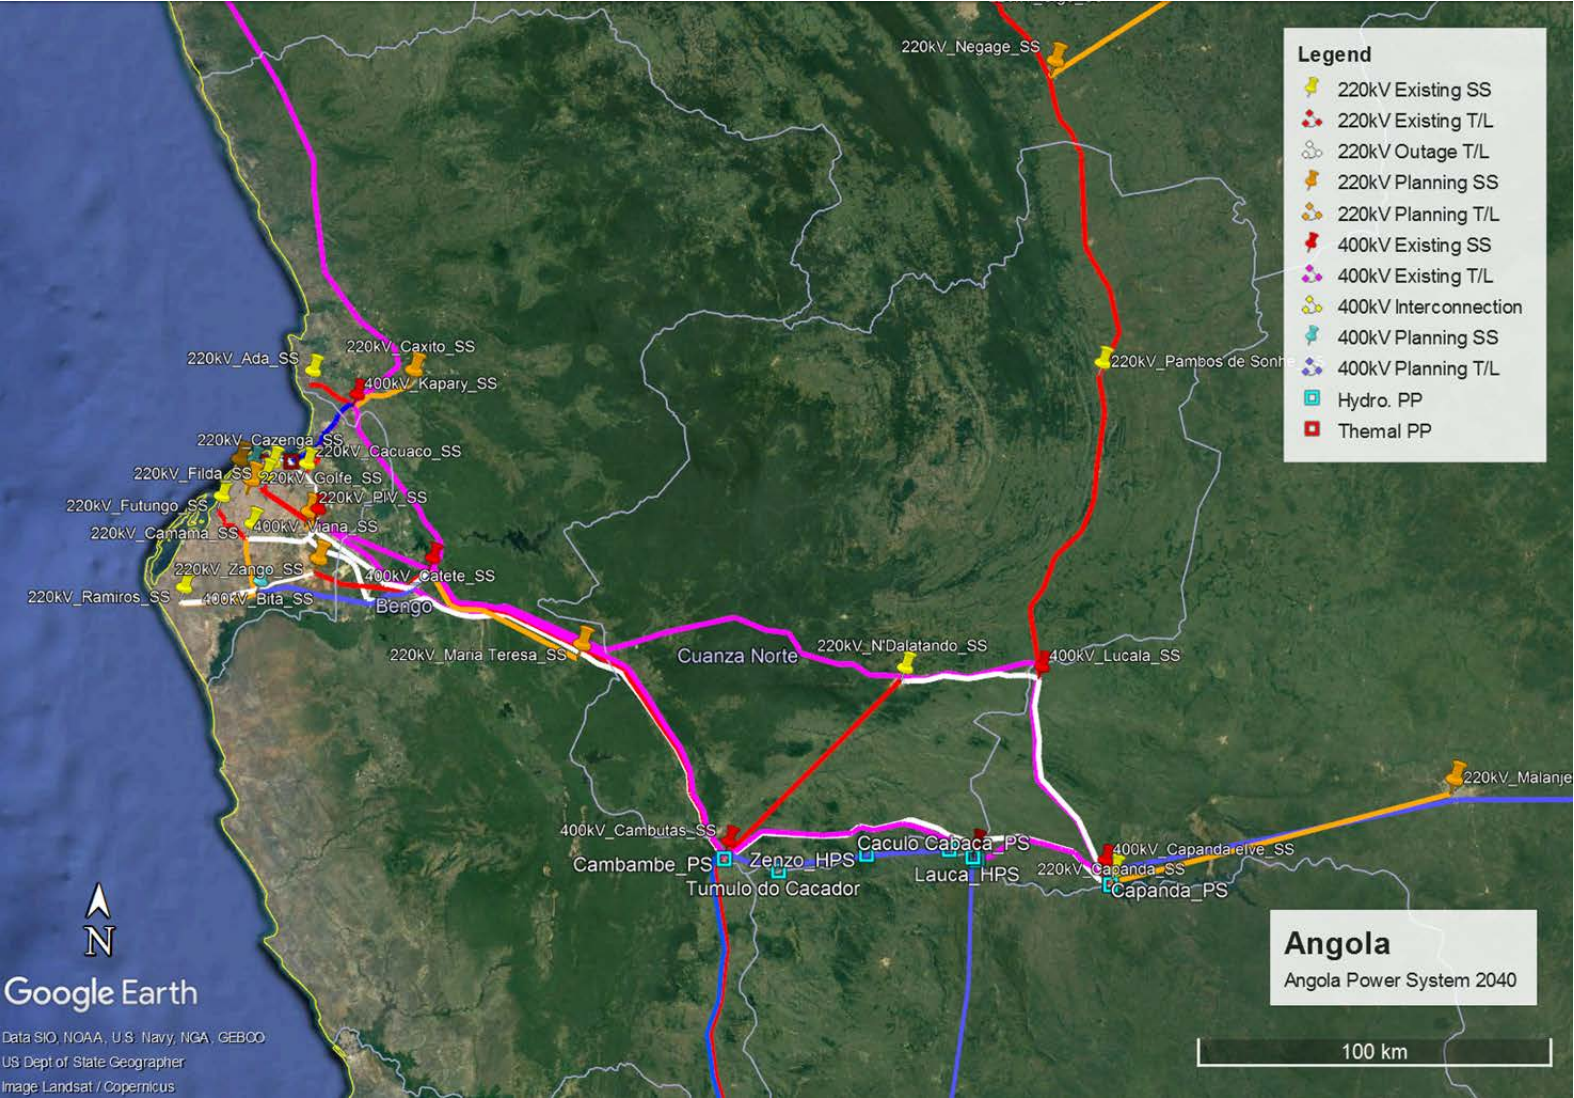 220kV_Negage_SS
Legend
220kV Existing SS
220kV Existing T/L
220kV Outage T/L
220kV Planning SS
220kV Planning T/L
400kV Existing SS
400kV Existing T/L
400kV Interconnection
400kV Planning SS
400kV Planning T/L
Hydro. PP
Themal PP
220kV_Ada_SS
220kV_Caxito_SS
400kV_Kapary_SS
220kV_Pambos de Sonhe
220kV_Cazenga_SS
220kV_Cacuaco_SS
220kV_Filda_SS
220kV_Golfe_SS
220kV_Futungo_SS
220kV_PIV_SS
220kV_Camama_SS
400kV_Viana_SS
220kV_Zango_SS
400kV_Catete_SS
220kV_Ramiros_SS
400kV_Bita_SS
Bengo
220kV_Maria Teresa_SS
Cuanza Norte
220kV_N'Dalatando_SS
400kV_Lucala_SS
220kV_Malanje
400kV_Cambutas_SS
Cambambe_PS
Zenzo_HPS
Caculo Cabaca_PS
Tumulo do Cacador
Lauca_HPS
400kV_Capanda elve_SS
220kV_Capanda_SS
Capanda_PS
N
Google Earth
Data SIO, NOAA, U.S. Navy, NGA, GEBCO
US Dept of State Geographer
Image Landsat / Copernicus
Angola
Angola Power System 2040
100 km